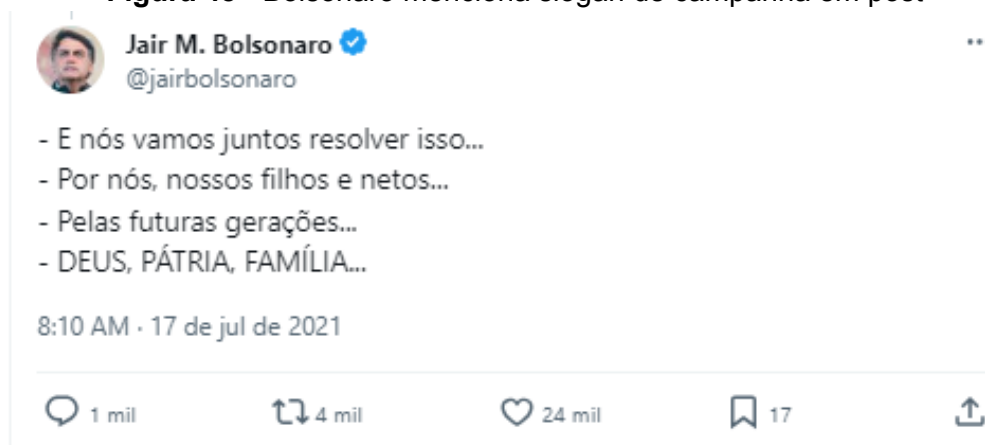 Jair M. Bolsonaro
@jairbolsonaro
- E nós vamos juntos resolver isso...
- Por nós, nossos filhos e netos...
- Pelas futuras gerações...
- DEUS, PÁTRIA, FAMÍLIA...
8:10 AM · 17 de jul de 2021
1 mil 4 mil 24 mil 17